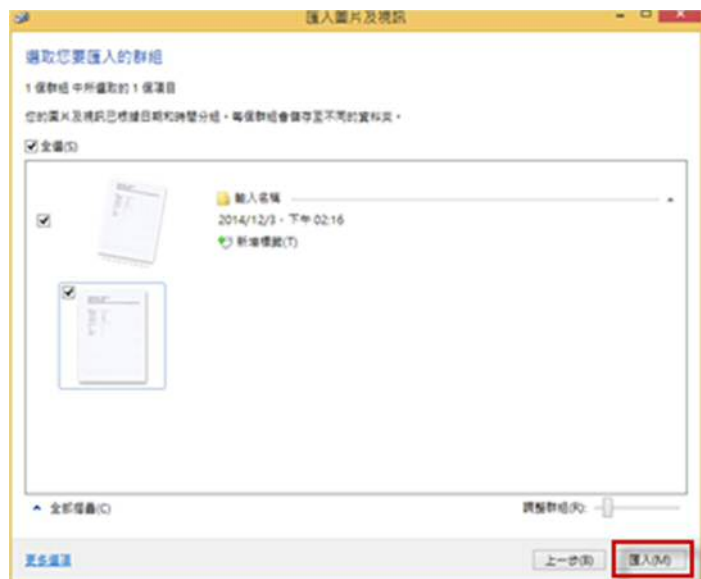 匯入圖片及視訊
選取您要匯入的群組
1 個群組 中所選取的 1 個項目
您的圖片及視訊已根據日期和時間分組。每個群組會儲存至不同的資料夾。
全選(S)
輸入名稱
2014/12/3，下午 02:16
新增標籤(T)
全部摺疊(C)
調整群組(R):
更多選項
上一步(B)
匯入(M)